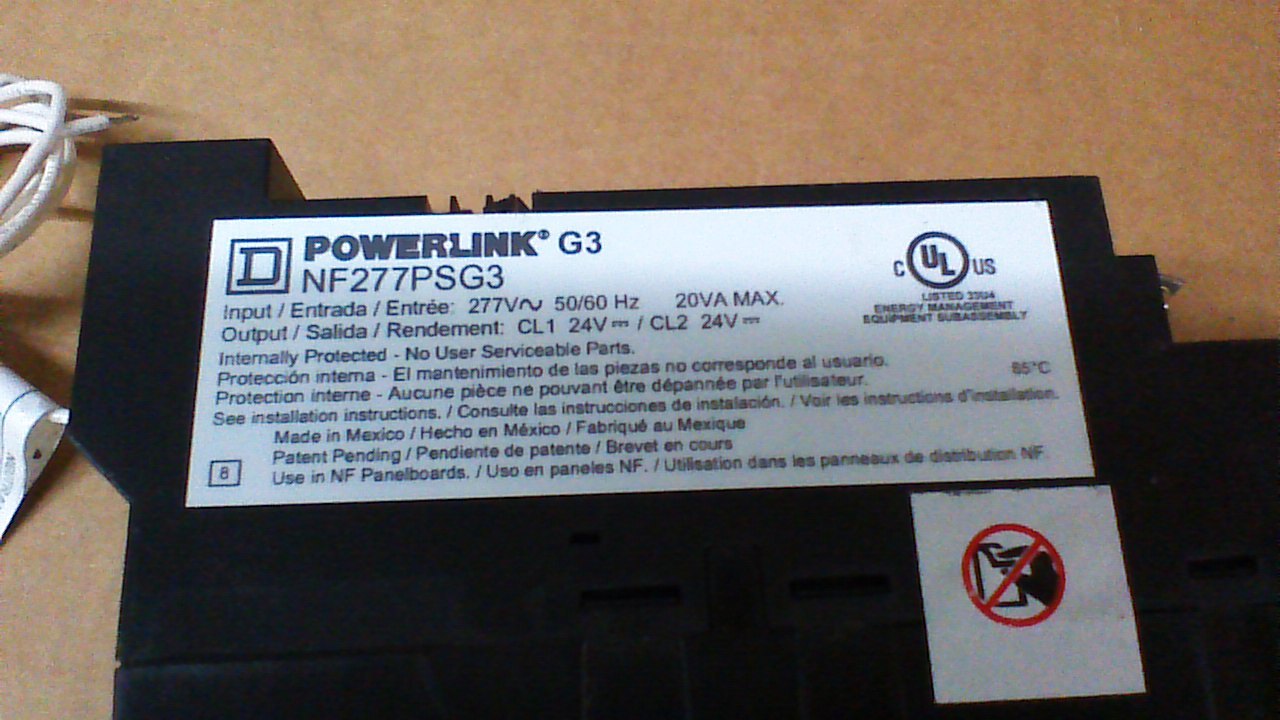 POWERLINK® G3
NF277PSG3
Input / Entrada / Entrée: 277V∿ 50/60 Hz 20VA MAX.
Output / Salida / Rendement: CL1 24V⎓ / CL2 24V⎓
C UL US
LISTED 33U4
ENERGY MANAGEMENT
EQUIPMENT SUBASSEMBLY
Internally Protected - No User Serviceable Parts.
Protección interna - El mantenimiento de las piezas no corresponde al usuario.
Protection interne - Aucune pièce ne pouvant être dépannée par l'utilisateur.
85°C
See installation instructions. / Consulte las instrucciones de instalación. / Voir les instructions d'installation.
Made in Mexico / Hecho en México / Fabriqué au Mexique
Patent Pending / Pendiente de patente / Brevet en cours
8
Use in NF Panelboards. / Uso en paneles NF. / Utilisation dans les panneaux de distribution NF.